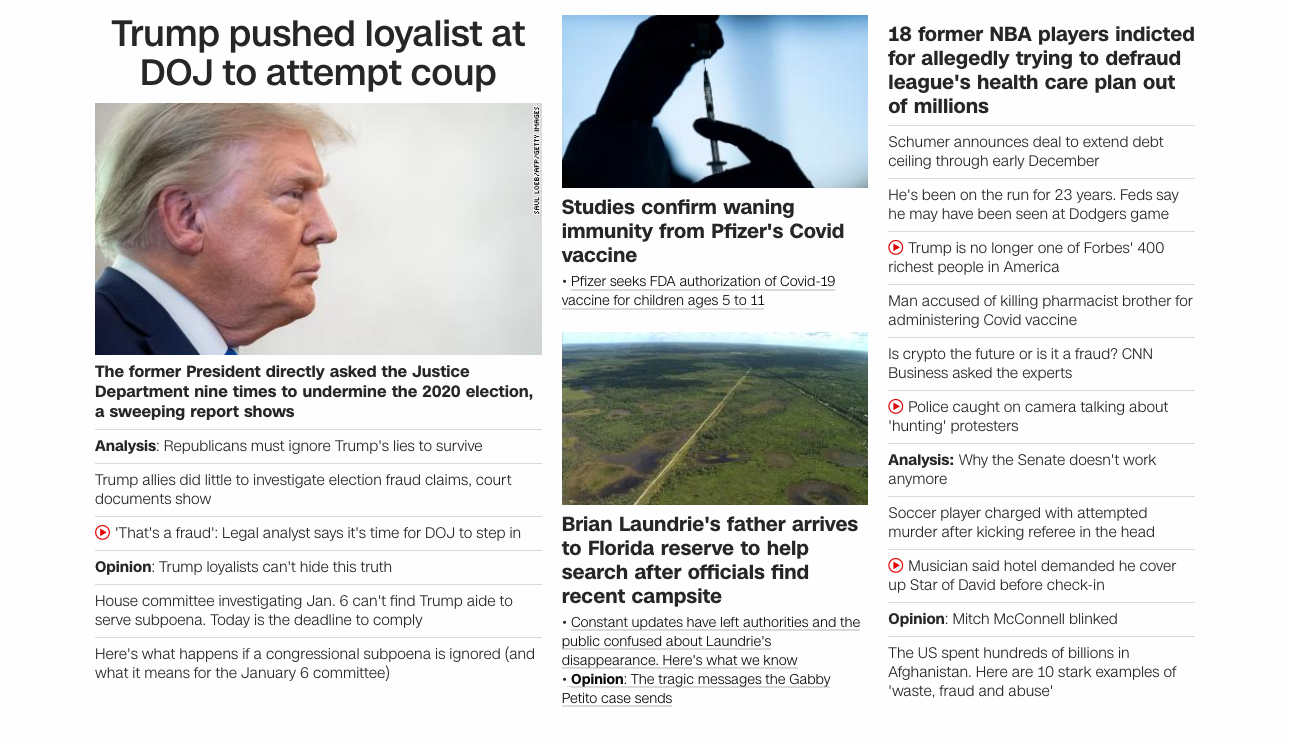 Trump pushed loyalist at
DOJ to attempt coup
SAUL LOEB/AFP/GETTY IMAGES
The former President directly asked the Justice
Department nine times to undermine the 2020 election,
a sweeping report shows
Analysis: Republicans must ignore Trump's lies to survive
Trump allies did little to investigate election fraud claims, court
documents show
'That's a fraud': Legal analyst says it's time for DOJ to step in
Opinion: Trump loyalists can't hide this truth
House committee investigating Jan. 6 can't find Trump aide to
serve subpoena. Today is the deadline to comply
Here's what happens if a congressional subpoena is ignored (and
what it means for the January 6 committee)
Studies confirm waning
immunity from Pfizer's Covid
vaccine
• Pfizer seeks FDA authorization of Covid-19
vaccine for children ages 5 to 11
Brian Laundrie's father arrives
to Florida reserve to help
search after officials find
recent campsite
• Constant updates have left authorities and the
public confused about Laundrie's
disappearance. Here's what we know
• Opinion: The tragic messages the Gabby
Petito case sends
18 former NBA players indicted
for allegedly trying to defraud
league's health care plan out
of millions
Schumer announces deal to extend debt
ceiling through early December
He's been on the run for 23 years. Feds say
he may have been seen at Dodgers game
Trump is no longer one of Forbes' 400
richest people in America
Man accused of killing pharmacist brother for
administering Covid vaccine
Is crypto the future or is it a fraud? CNN
Business asked the experts
Police caught on camera talking about
'hunting' protesters
Analysis: Why the Senate doesn't work
anymore
Soccer player charged with attempted
murder after kicking referee in the head
Musician said hotel demanded he cover
up Star of David before check-in
Opinion: Mitch McConnell blinked
The US spent hundreds of billions in
Afghanistan. Here are 10 stark examples of
'waste, fraud and abuse'